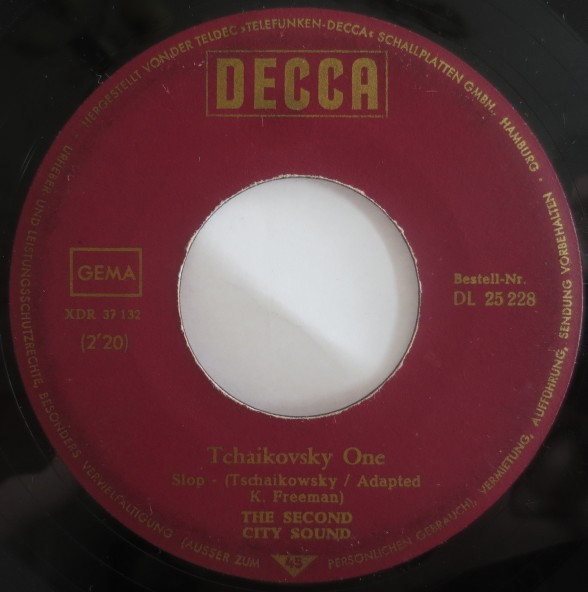 HERGESTELLT VON DER TELDEC »TELEFUNKEN-DECCA« SCHALLPLATTEN GMBH., HAMBURG ·
DECCA
GEMA
XDR 37 132
(2'20)
Bestell-Nr.
DL 25 228
Tchaikovsky One
Slop - (Tschaikowsky / Adapted
K. Freeman)
THE SECOND
CITY SOUND
45
URHEBER UND LEISTUNGSSCHUTZRECHTE, BESONDERS VERVIELFÄLTIGUNG (AUSSER ZUM PERSÖNLICHEN GEBRAUCH), VERMIETUNG, AUFFÜHRUNG, SENDUNG VORBEHALTEN